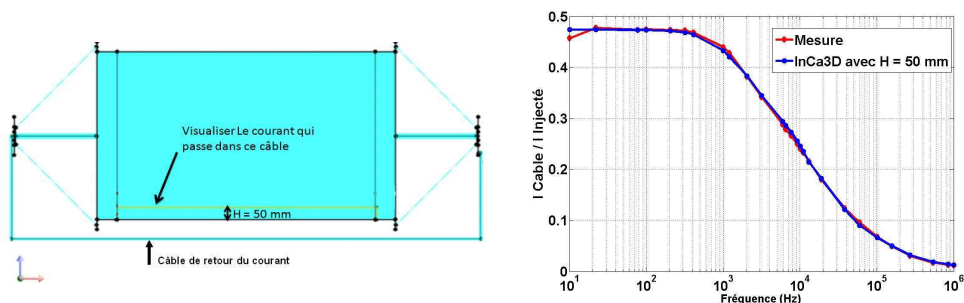 Visualiser Le courant qui
passe dans ce câble
H = 50 mm
Câble de retour du courant
I Cable / I Injecté
0.5
0.4
0.3
0.2
0.1
0
Mesure
InCa3D avec H = 50 mm
10^1
10^2
10^3
10^4
10^5
10^6
Fréquence (Hz)